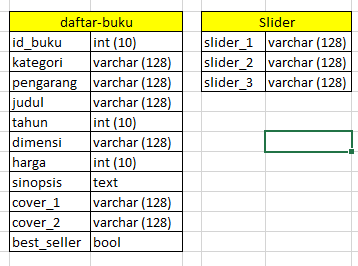 daftar-buku
id_buku int (10)
kategori varchar (128)
pengarang varchar (128)
judul varchar (128)
tahun int (10)
dimensi varchar (128)
harga int (10)
sinopsis text
cover_1 varchar (128)
cover_2 varchar (128)
best_seller bool
Slider
slider_1 varchar (128)
slider_2 varchar (128)
slider_3 varchar (128)